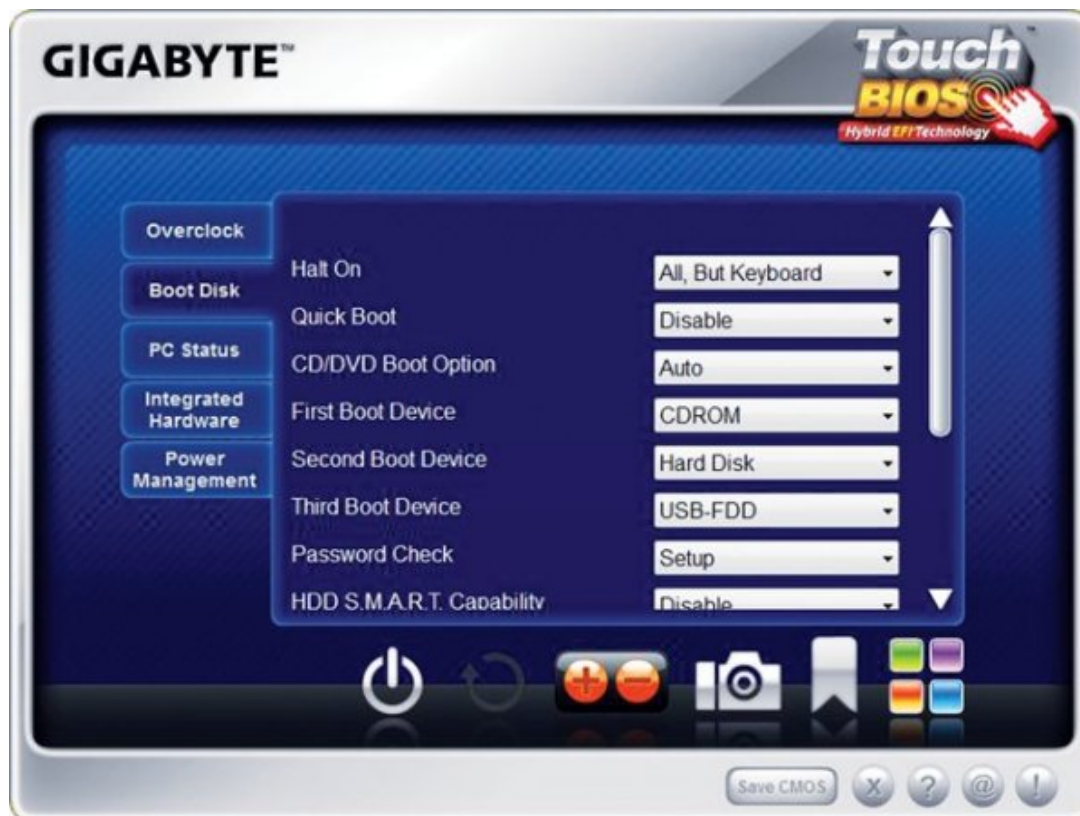 GIGABYTE™
Touch
BIOS
Hybrid EFI Technology
Overclock
Boot Disk
PC Status
Integrated
Hardware
Power
Management
Halt On
All, But Keyboard
Quick Boot
Disable
CD/DVD Boot Option
Auto
First Boot Device
CDROM
Second Boot Device
Hard Disk
Third Boot Device
USB-FDD
Password Check
Setup
HDD S.M.A.R.T. Capability
Disable
Save CMOS
X
?
@
!